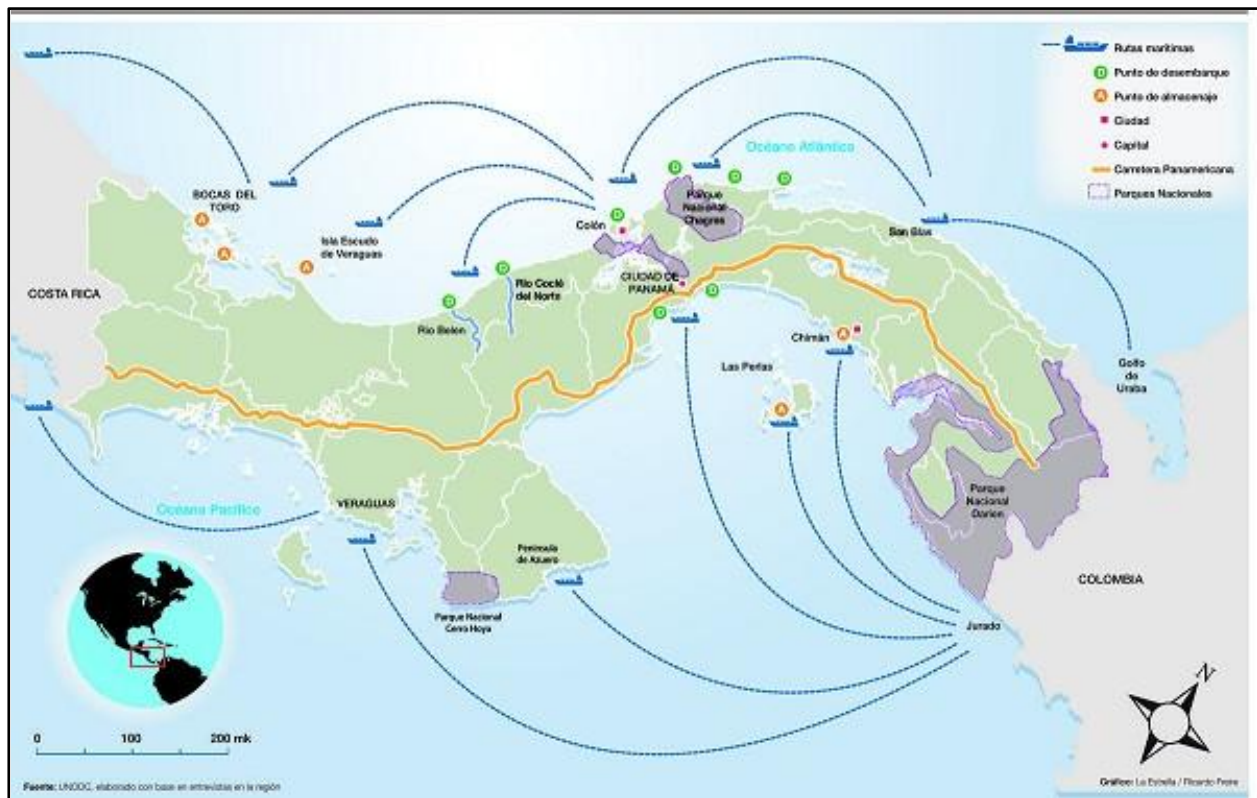 Rutas marítimas
D Punto de desembarque
A Punto de almacenaje
Ciudad
Capital
Carretera Panamericana
Parques Nacionales
Océano Atlántico
D
D
D
Parque
Nacional
Chagres
BOCAS DEL
TORO
A
A
A
Isla Escudo
de Veraguas
D
Colón
San Blas
COSTA RICA
D
Río Coclé
del Norte
CIUDAD DE
PANAMÁ
D
D
D
Río Belen
Chimán
A
Las Perlas
A
Golfo
de
Uraba
Océano Pacífico
VERAGUAS
Parque
Nacional
Darien
Peninsula
de Azuero
COLOMBIA
Parque Nacional
Cerro Hoya
Jurado
N
0 100 200 mk
Fuente: UNODC, elaborado con base en entrevistas en la región
Gráfico: La Estrella / Ricardo Freire